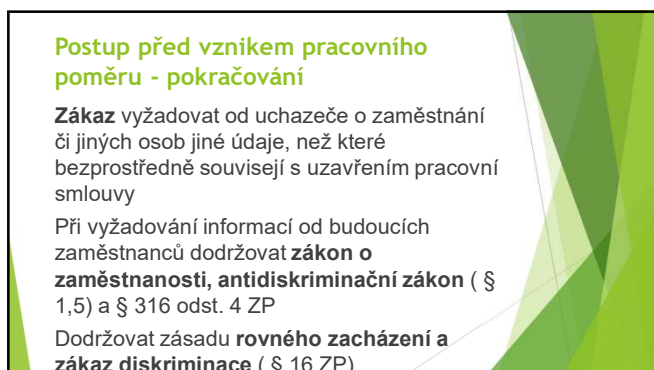 Postup před vznikem pracovního
poměru - pokračování
Zákaz vyžadovat od uchazeče o zaměstnání
či jiných osob jiné údaje, než které
bezprostředně souvisejí s uzavřením pracovní
smlouvy
Při vyžadování informací od budoucích
zaměstnanců dodržovat zákon o
zaměstnanosti, antidiskriminační zákon ( §
1,5) a § 316 odst. 4 ZP
Dodržovat zásadu rovného zacházení a
zákaz diskriminace ( § 16 ZP)